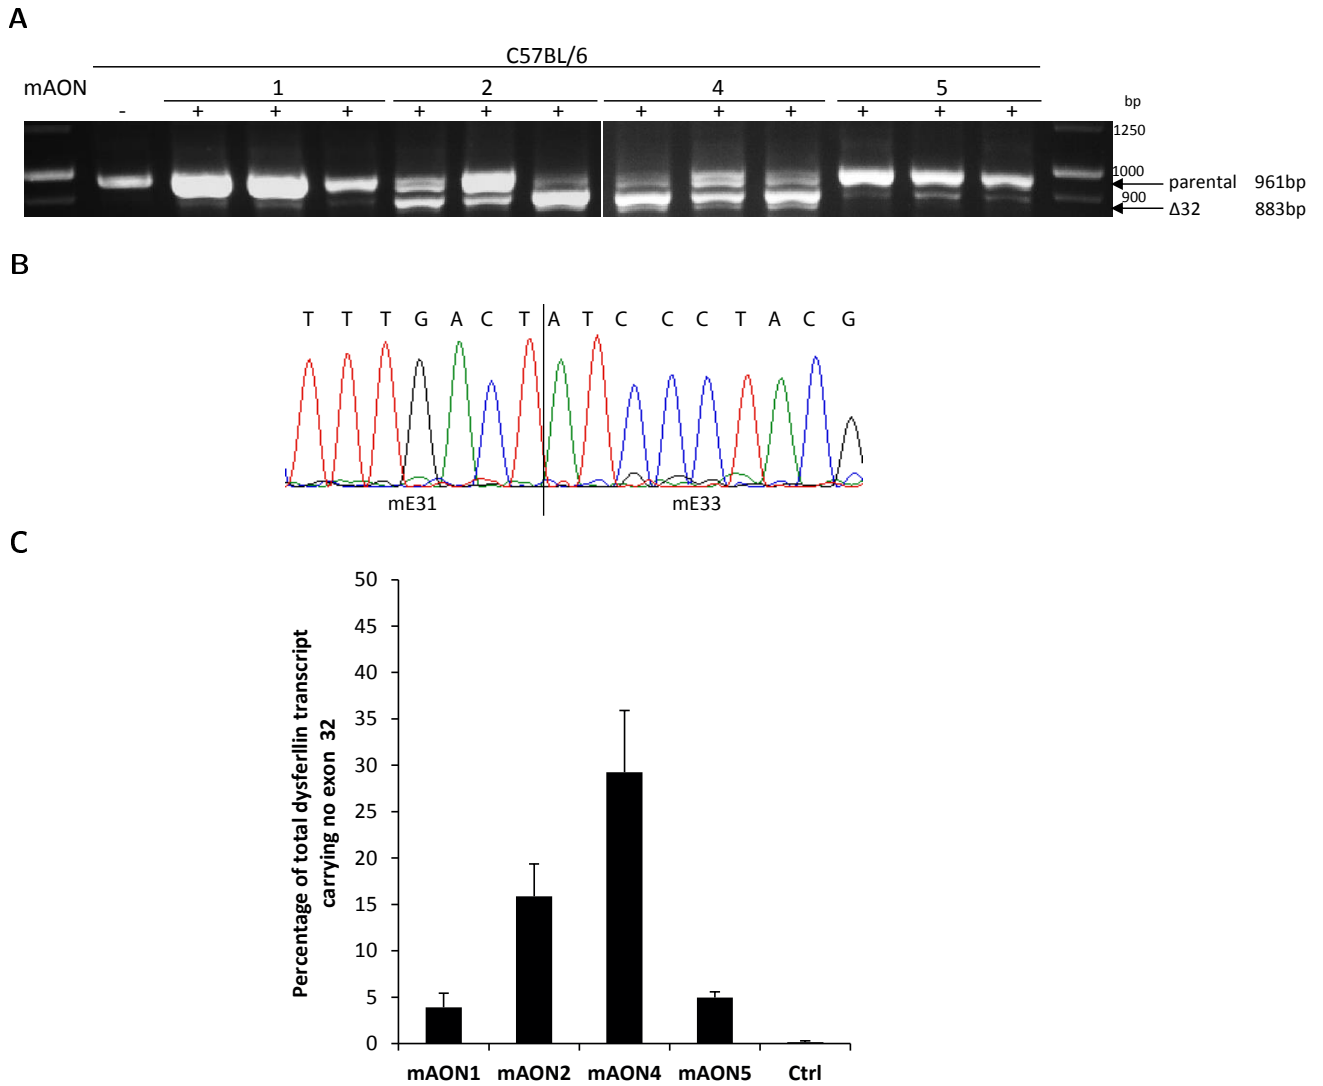 A
C57BL/6
mAON 1 2 4 5
- + + + + + + + + + + + +
bp
1250
1000
parental 961bp
900
Δ32 883bp
B
T T T G A C T A T C C C T A C G
mE31 mE33
C
50
45
40
35
30
25
20
15
10
5
0
Percentage of total dysferllin transcript
carrying no exon 32
mAON1 mAON2 mAON4 mAON5 Ctrl